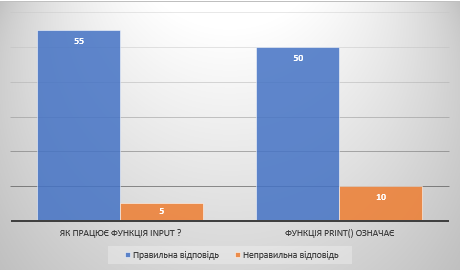 55
50
5
10
ЯК ПРАЦЮЄ ФУНКЦІЯ INPUT ?
ФУНКЦІЯ PRINT() ОЗНАЧАЄ
Правильна відповідь
Неправильна відповідь